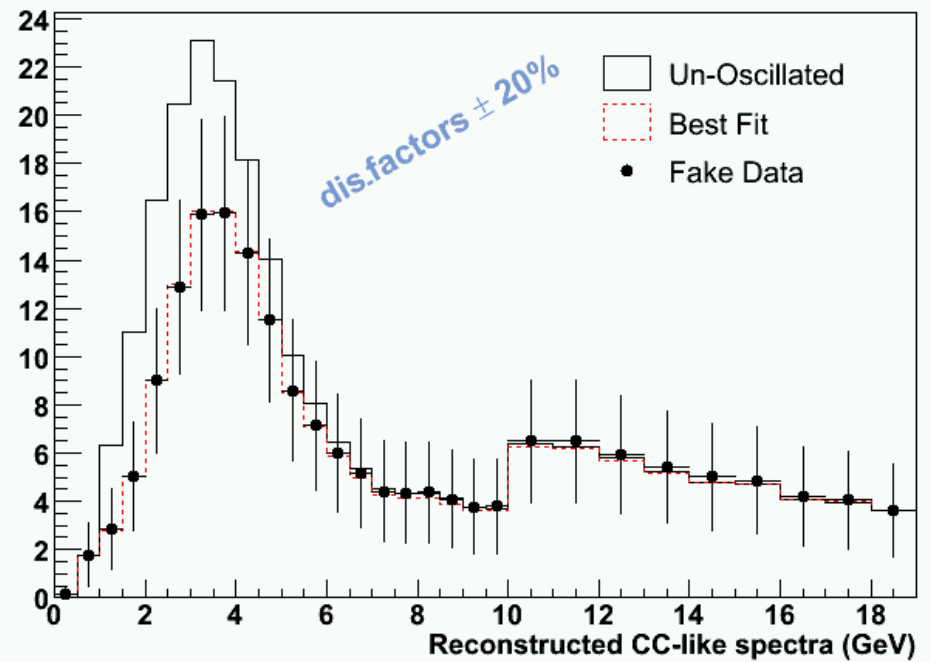 24
22
20
18
16
14
12
10
8
6
4
2
0
dis.factors ± 20%
Un-Oscillated
Best Fit
Fake Data
0 2 4 6 8 10 12 14 16 18
Reconstructed CC-like spectra (GeV)